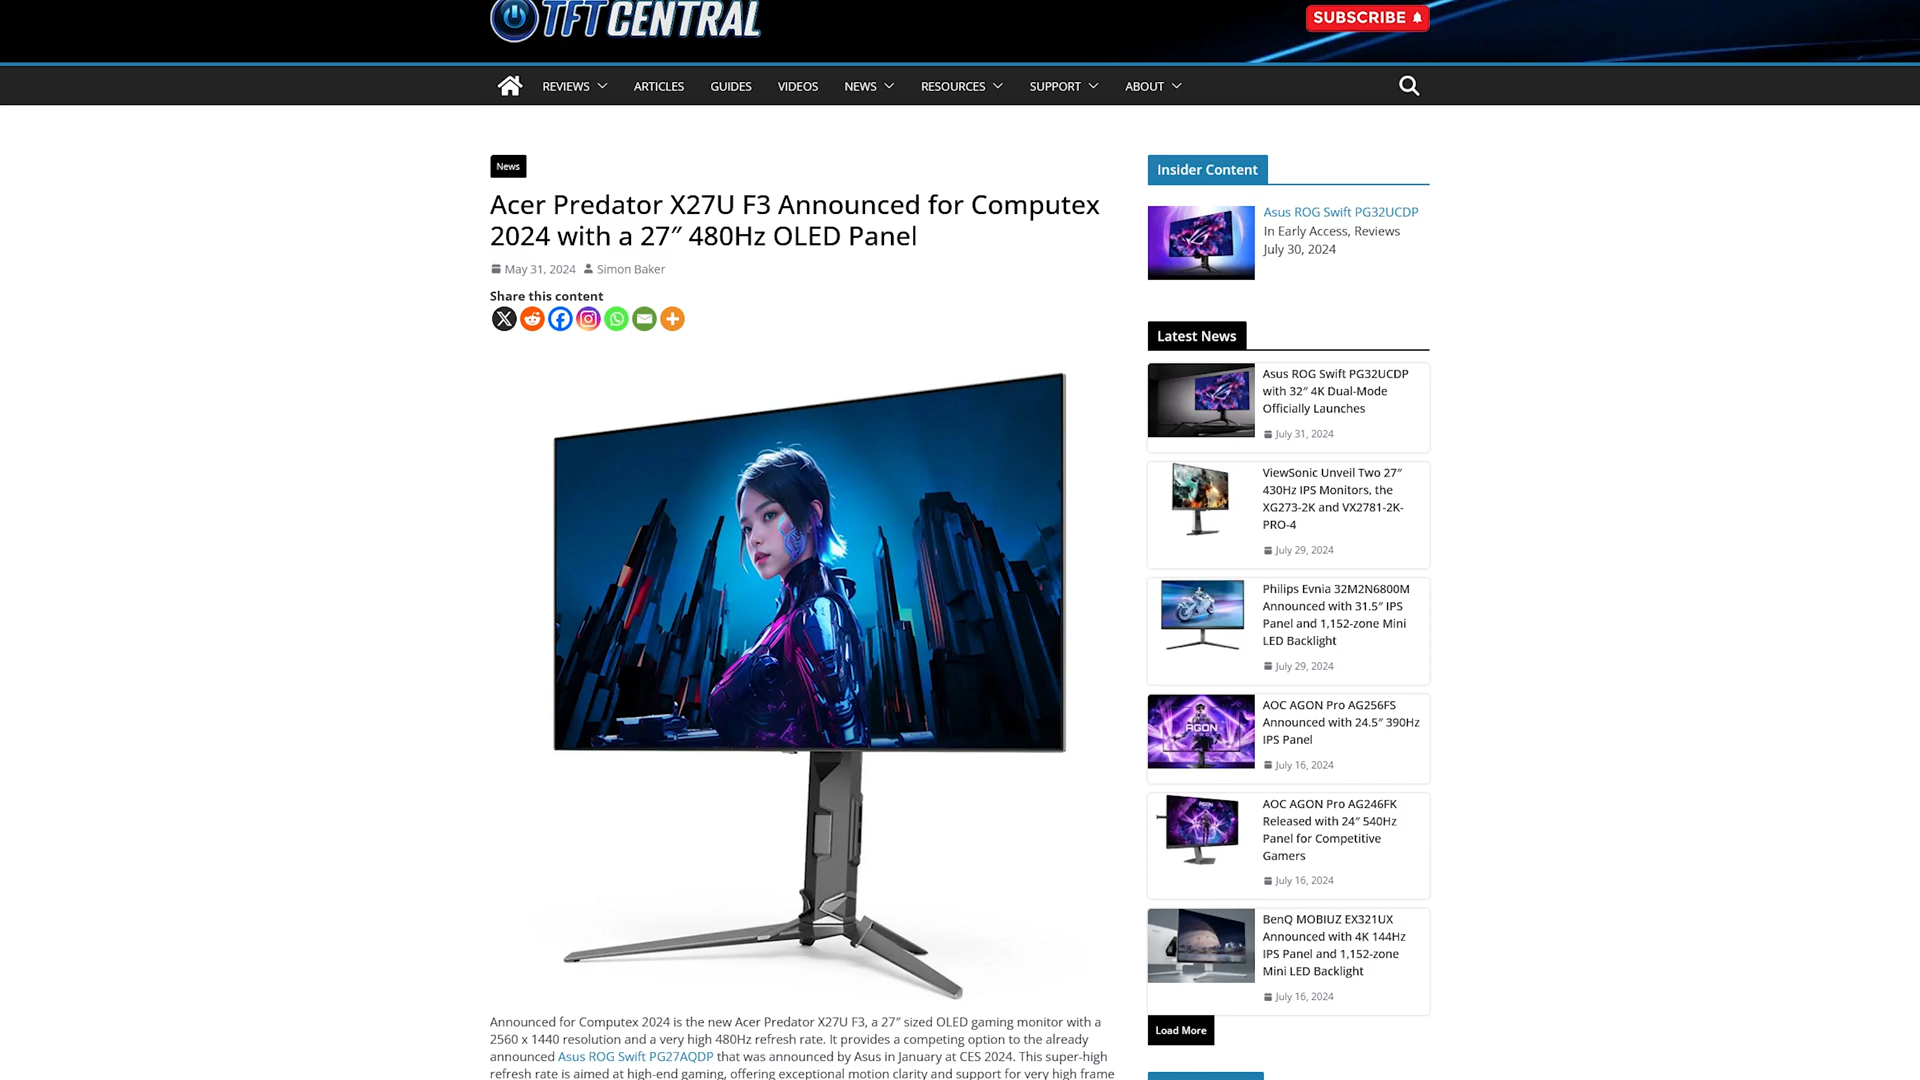 TFTCENTRAL
SUBSCRIBE
REVIEWS
ARTICLES
GUIDES
VIDEOS
NEWS
RESOURCES
SUPPORT
ABOUT
News
Acer Predator X27U F3 Announced for Computex
2024 with a 27″ 480Hz OLED Panel
May 31, 2024 Simon Baker
Share this content
Announced for Computex 2024 is the new Acer Predator X27U F3, a 27″ sized OLED gaming monitor with a
2560 x 1440 resolution and a very high 480Hz refresh rate. It provides a competing option to the already
announced Asus ROG Swift PG27AQDP that was announced by Asus in January at CES 2024. This super-high
refresh rate is aimed at high-end gaming, offering exceptional motion clarity and support for very high frame
Insider Content
Asus ROG Swift PG32UCDP
In Early Access, Reviews
July 30, 2024
Latest News
Asus ROG Swift PG32UCDP
with 32″ 4K Dual-Mode
Officially Launches
July 31, 2024
ViewSonic Unveil Two 27″
430Hz IPS Monitors, the
XG273-2K and VX2781-2K-
PRO-4
July 29, 2024
Philips Evnia 32M2N6800M
Announced with 31.5″ IPS
Panel and 1,152-zone Mini
LED Backlight
July 29, 2024
AGON
AOC AGON Pro AG256FS
Announced with 24.5″ 390Hz
IPS Panel
July 16, 2024
AGON
AOC AGON Pro AG246FK
Released with 24″ 540Hz
Panel for Competitive
Gamers
July 16, 2024
BenQ MOBIUZ EX321UX
Announced with 4K 144Hz
IPS Panel and 1,152-zone
Mini LED Backlight
July 16, 2024
Load More